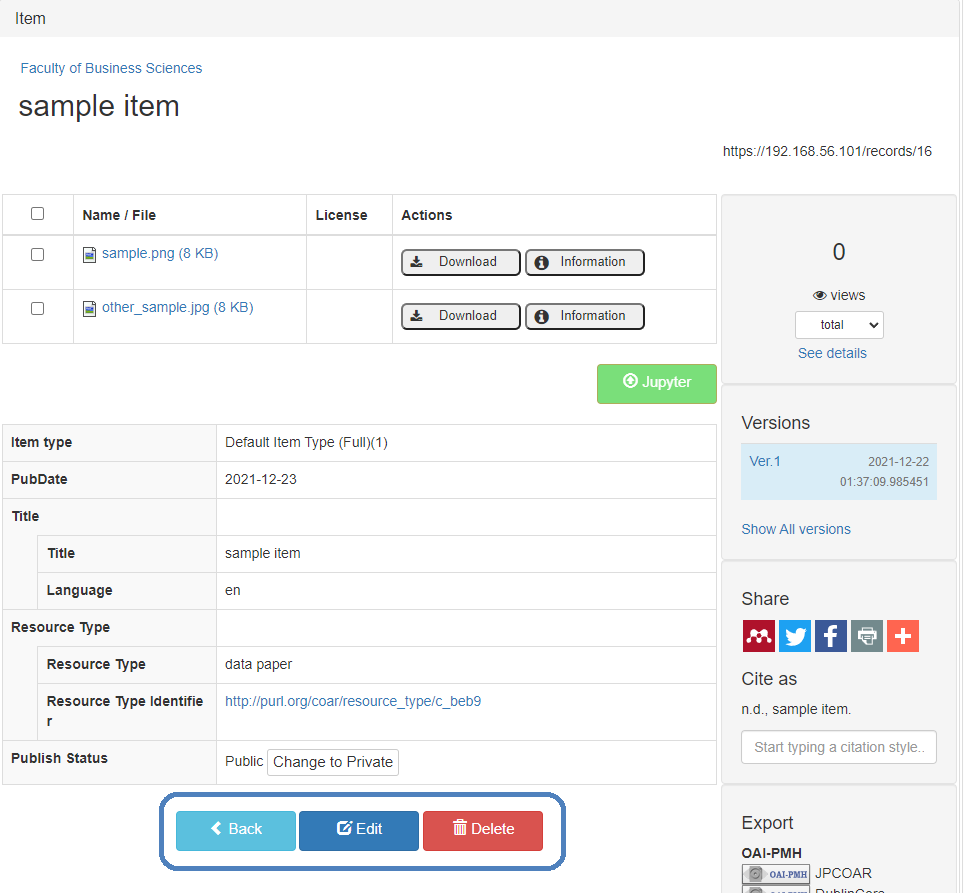 Item
Faculty of Business Sciences
sample item
https://192.168.56.101/records/16
Name / File License Actions
sample.png (8 KB) Download Information
other_sample.jpg (8 KB) Download Information
Jupyter
Item type Default Item Type (Full)(1)
PubDate 2021-12-23
Title
Title sample item
Language en
Resource Type
Resource Type data paper
Resource Type Identifie http://purl.org/coar/resource_type/c_beb9
r
Publish Status Public Change to Private
Back Edit Delete
0
views
total
See details
Versions
Ver.1 2021-12-22
01:37:09.985451
Show All versions
Share
Cite as
n.d., sample item.
Start typing a citation style..
Export
OAI-PMH
OAI-PMH JPCOAR
OAI-PMH DublinCore